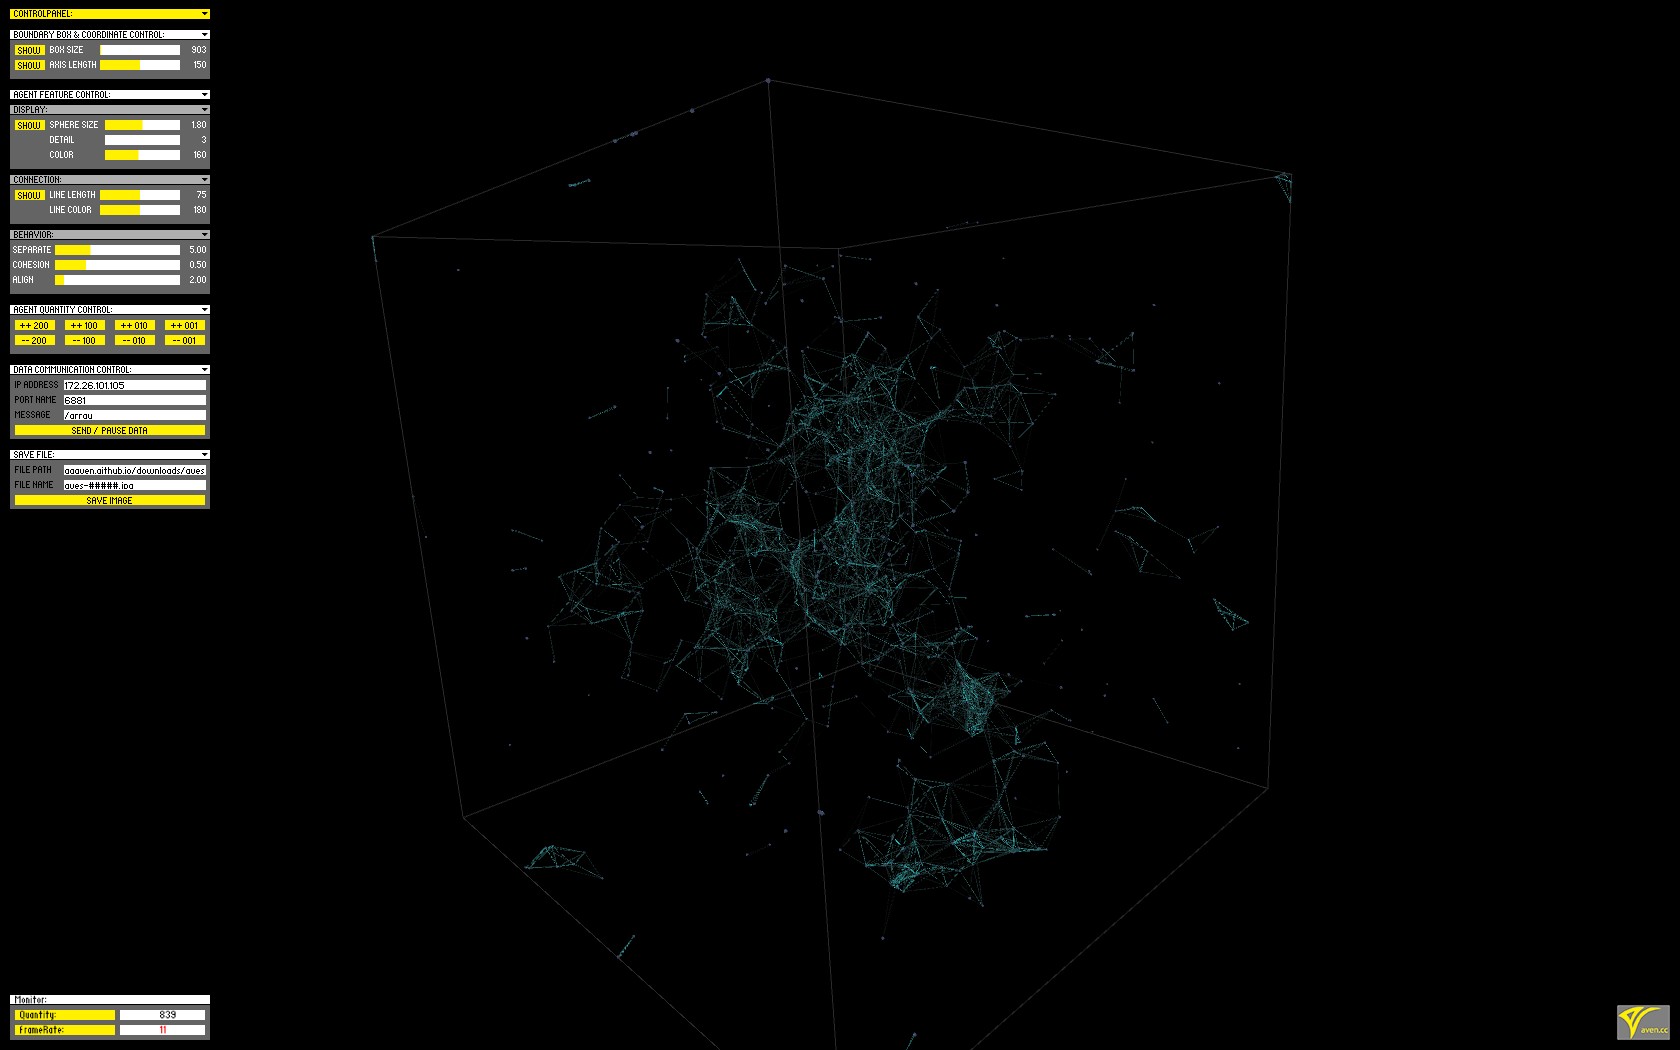 CONTROLPANEL:
BOUNDARY BOX & COORDINATE CONTROL:
SHOW BOX SIZE 903
SHOW AXIS LENGTH 150
AGENT FEATURE CONTROL:
DISPLAY:
SHOW SPHERE SIZE 1.80
DETAIL 3
COLOR 160
CONNECTION:
SHOW LINE LENGTH 75
LINE COLOR 180
BEHAVIOR:
SEPARATE 5.00
COHESION 0.50
ALIGN 2.00
AGENT QUANTITY CONTROL:
++ 200 ++ 100 ++ 010 ++ 001
-- 200 -- 100 -- 010 -- 001
DATA COMMUNICATION CONTROL:
IP ADDRESS 172.26.101.105
PORT NAME 6881
MESSAGE /array
SEND / PAUSE DATA
SAVE FILE:
FILE PATH aaaven.github.io/downloads/aves
FILE NAME aves-#####.jpg
SAVE IMAGE
Monitor:
Quantity: 839
frameRate: 11
aven.cc